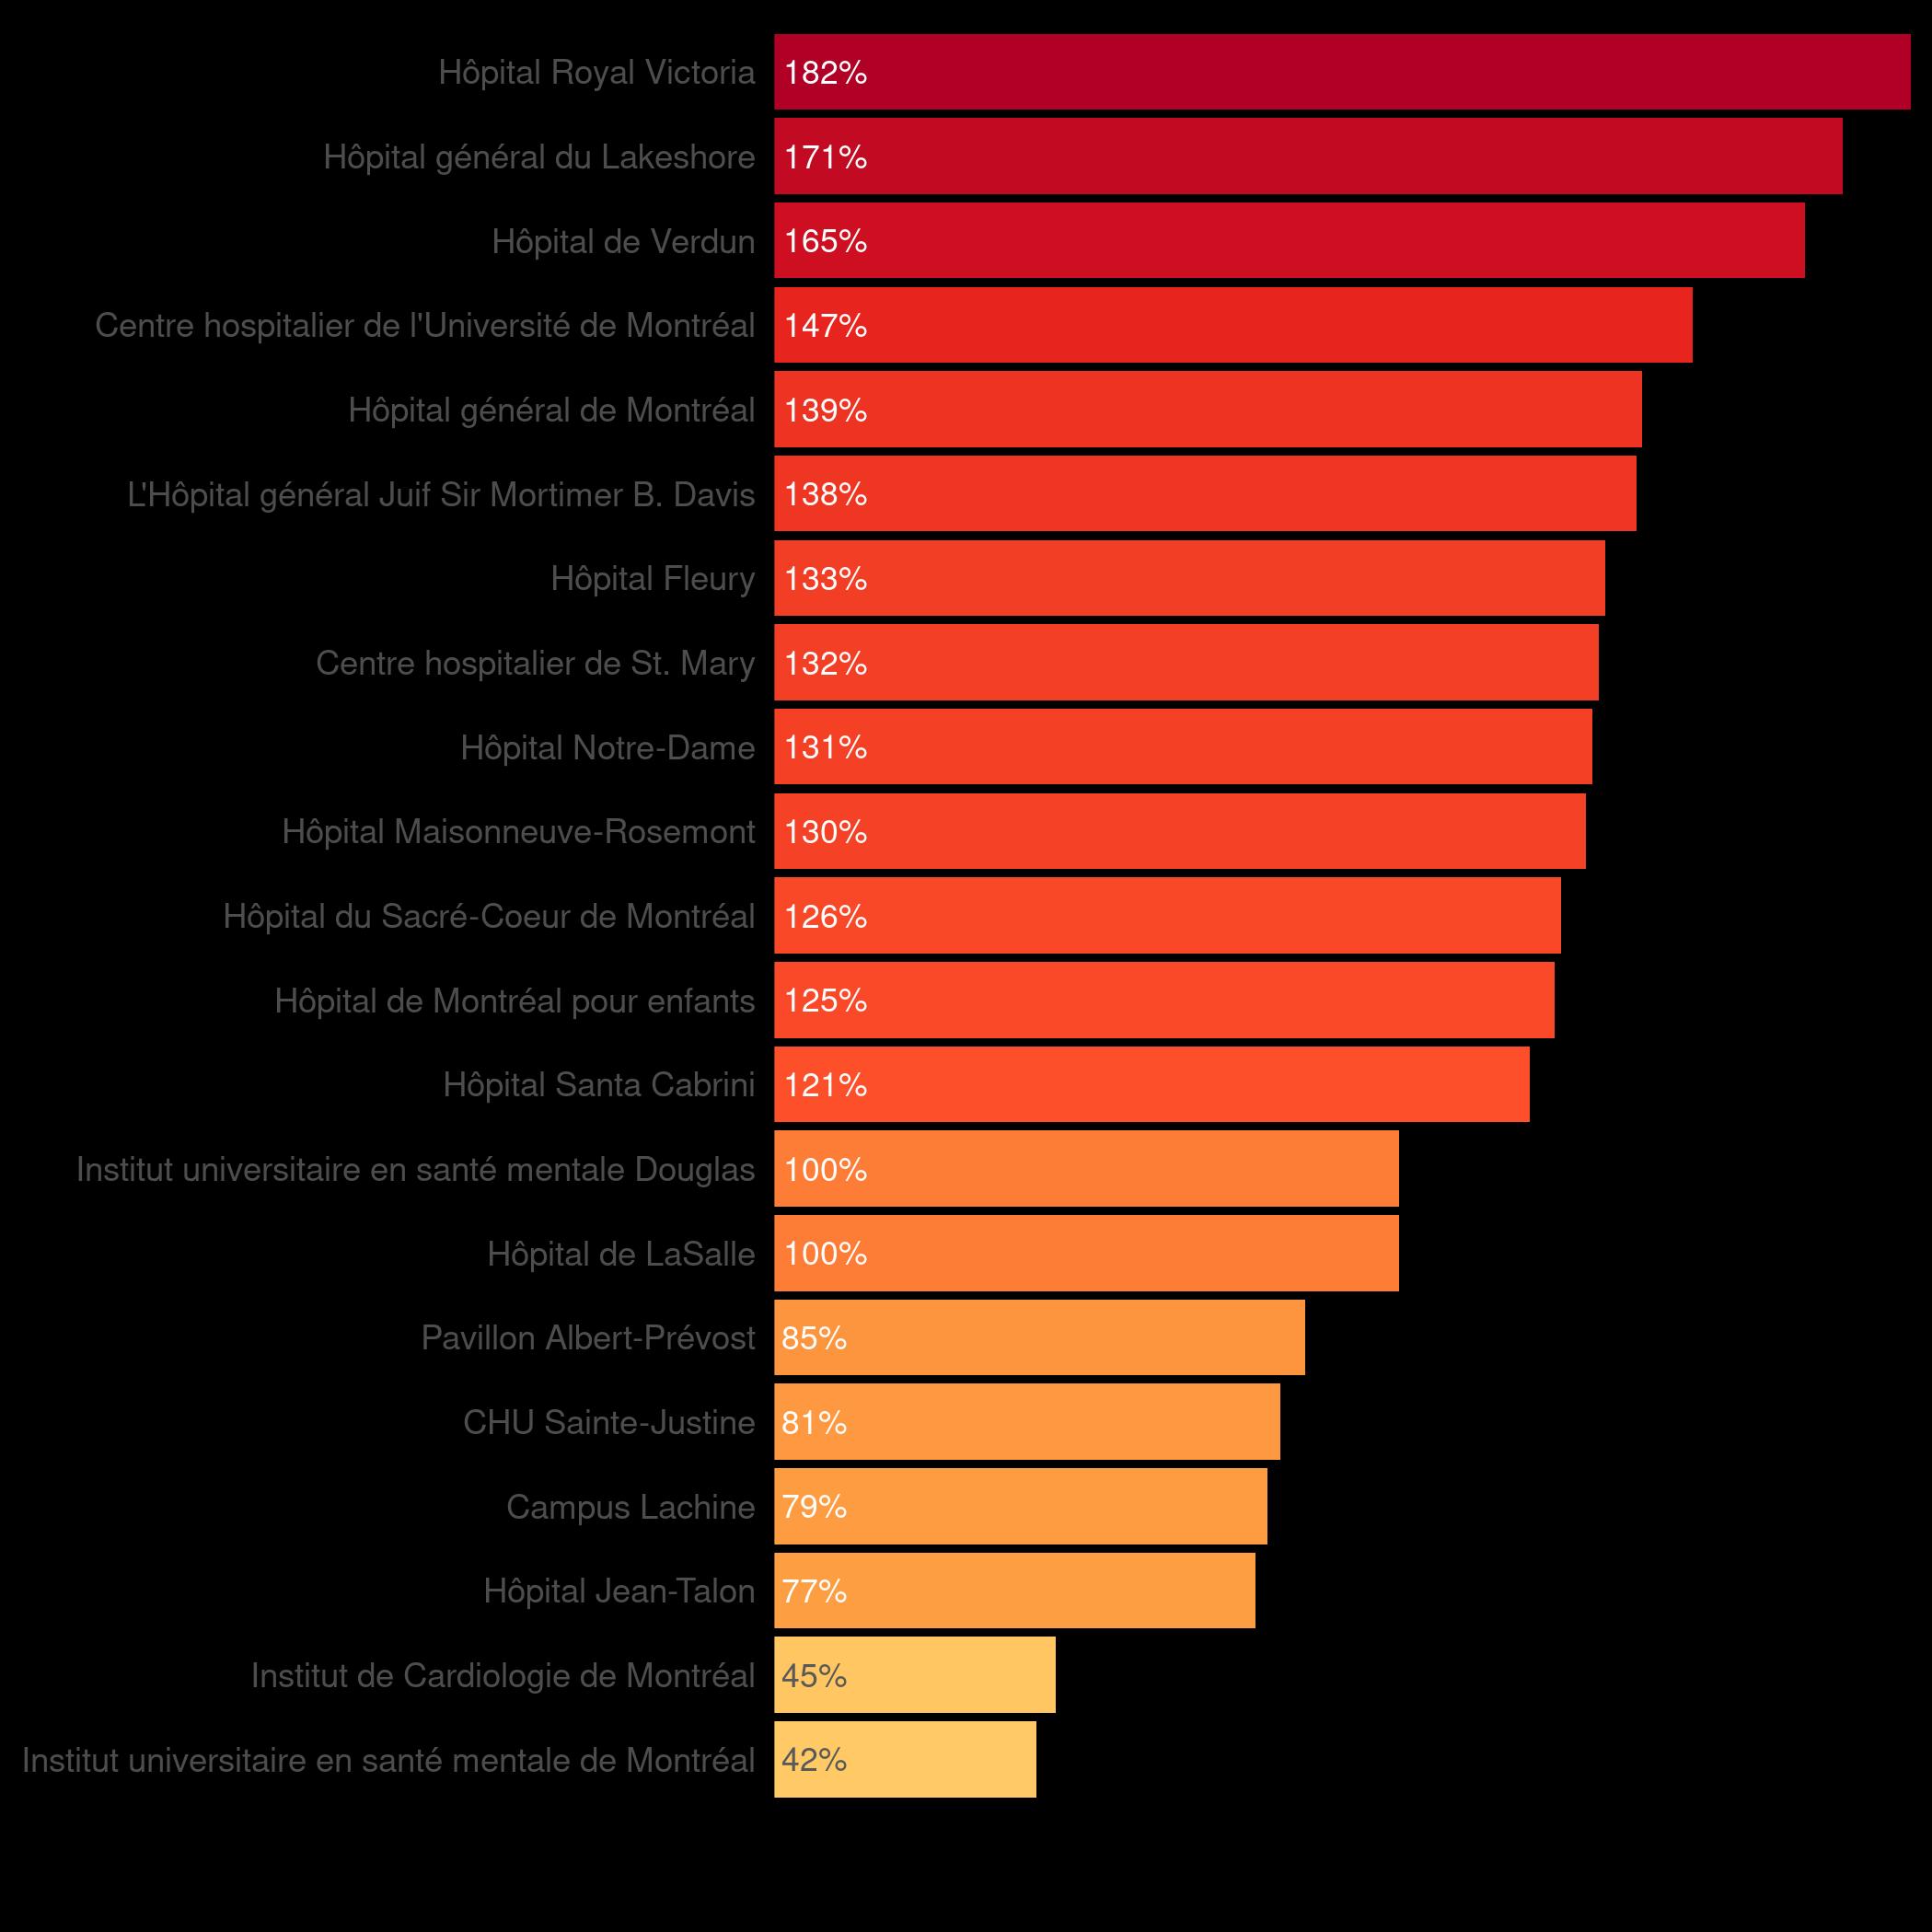 Hôpital Royal Victoria 182%
Hôpital général du Lakeshore 171%
Hôpital de Verdun 165%
Centre hospitalier de l'Université de Montréal 147%
Hôpital général de Montréal 139%
L'Hôpital général Juif Sir Mortimer B. Davis 138%
Hôpital Fleury 133%
Centre hospitalier de St. Mary 132%
Hôpital Notre-Dame 131%
Hôpital Maisonneuve-Rosemont 130%
Hôpital du Sacré-Coeur de Montréal 126%
Hôpital de Montréal pour enfants 125%
Hôpital Santa Cabrini 121%
Institut universitaire en santé mentale Douglas 100%
Hôpital de LaSalle 100%
Pavillon Albert-Prévost 85%
CHU Sainte-Justine 81%
Campus Lachine 79%
Hôpital Jean-Talon 77%
Institut de Cardiologie de Montréal 45%
Institut universitaire en santé mentale de Montréal 42%